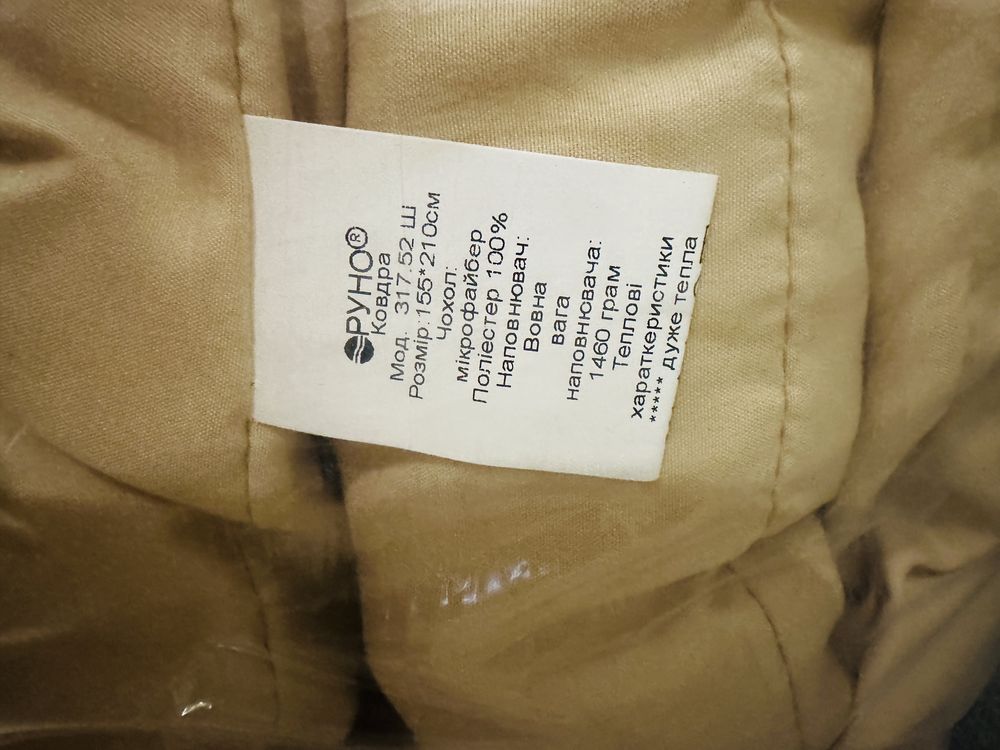 РУНО®
Ковдра
Мод. 317.52 Ш
Розмір:155*210см
Чохол:
мікрофайбер
Поліестер 100%
Наповнювач:
Вовна
вага
наповнювача:
1460 грам
Теплові
характкеристики
***** дуже тепла